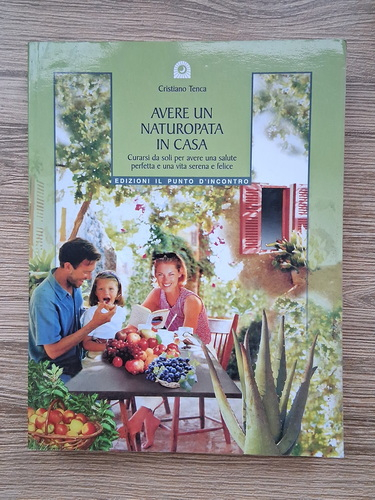 Cristiano Tenca
AVERE UN
NATUROPATA
IN CASA
Curarsi da soli per avere una salute
perfetta e una vita serena e felice
EDIZIONI IL PUNTO D'INCONTRO